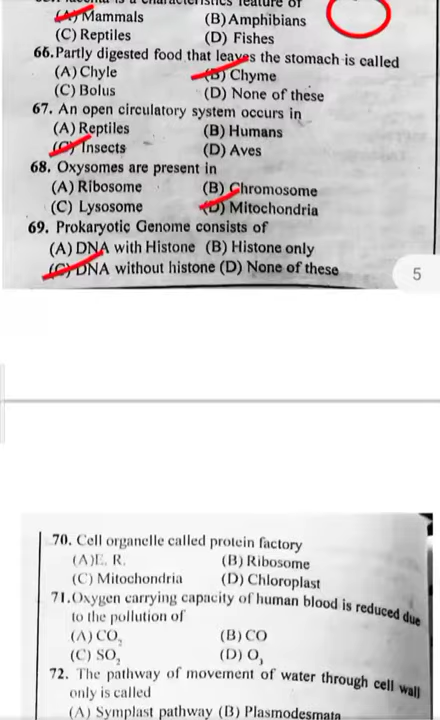 characteristics feature of
(A) Mammals (B) Amphibians
(C) Reptiles (D) Fishes
66. Partly digested food that leaves the stomach is called
(A) Chyle (B) Chyme
(C) Bolus (D) None of these
67. An open circulatory system occurs in
(A) Reptiles (B) Humans
(C) Insects (D) Aves
68. Oxysomes are present in
(A) Ribosome (B) Chromosome
(C) Lysosome (D) Mitochondria
69. Prokaryotic Genome consists of
(A) DNA with Histone (B) Histone only
(C) DNA without histone (D) None of these
5
70. Cell organelle called protein factory
(A) E. R. (B) Ribosome
(C) Mitochondria (D) Chloroplast
71. Oxygen carrying capacity of human blood is reduced due
to the pollution of
(A) CO₂ (B) CO
(C) SO₂ (D) O₃
72. The pathway of movement of water through cell wall
only is called
(A) Symplast pathway (B) Plasmodesmata